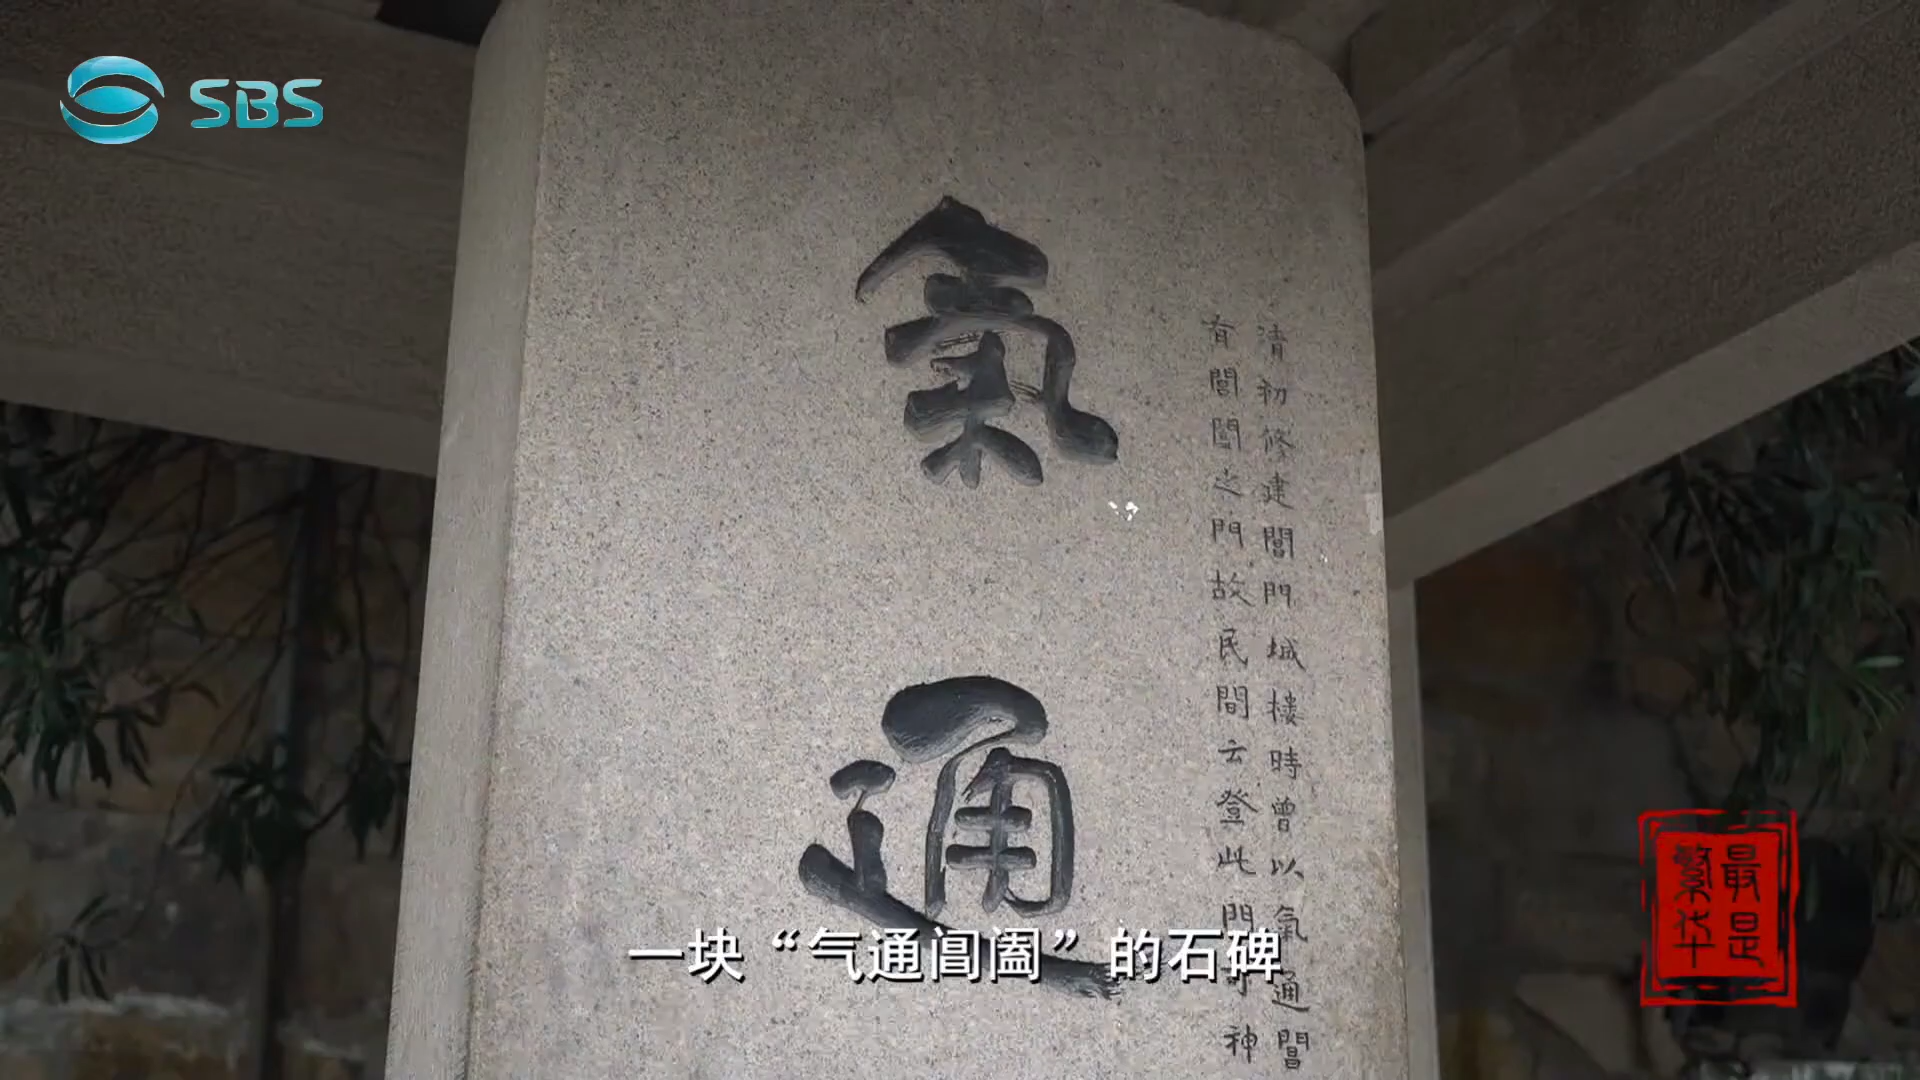 SBS
氣通
清初修建閶門城樓時曾以氣通閶
有閶闔之門故民間云登此門可神
一块“气通阊阖”的石碑
最是
繁华